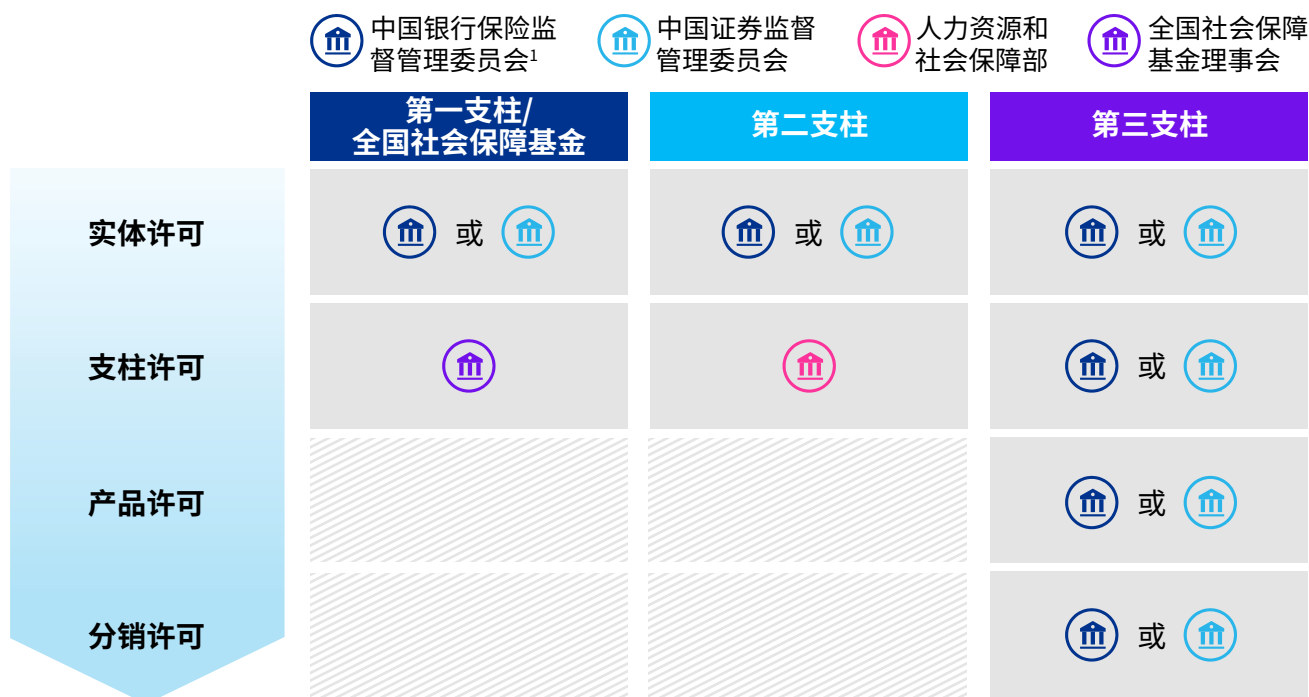 中国银行保险监
督管理委员会¹
中国证券监督
管理委员会
人力资源和
社会保障部
全国社会保障
基金理事会
第一支柱/
全国社会保障基金
第二支柱
第三支柱
实体许可
或
或
或
支柱许可
或
产品许可
或
分销许可
或